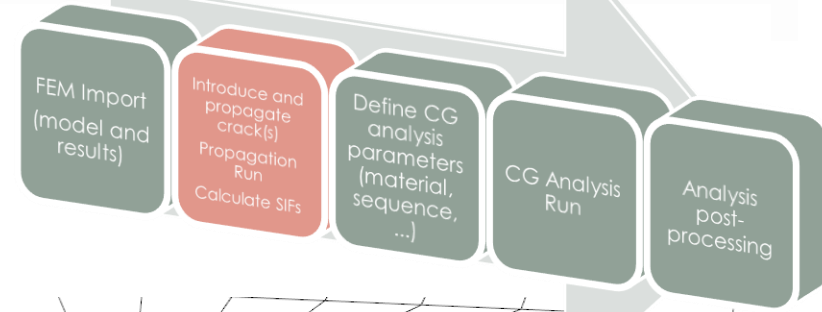 FEM Import
(model and
results)
Introduce and
propagate
crack(s)
Propagation
Run
Calculate SIFs
Define CG
analysis
parameters
(material,
sequence,
...)
CG Analysis
Run
Analysis
post-
processing